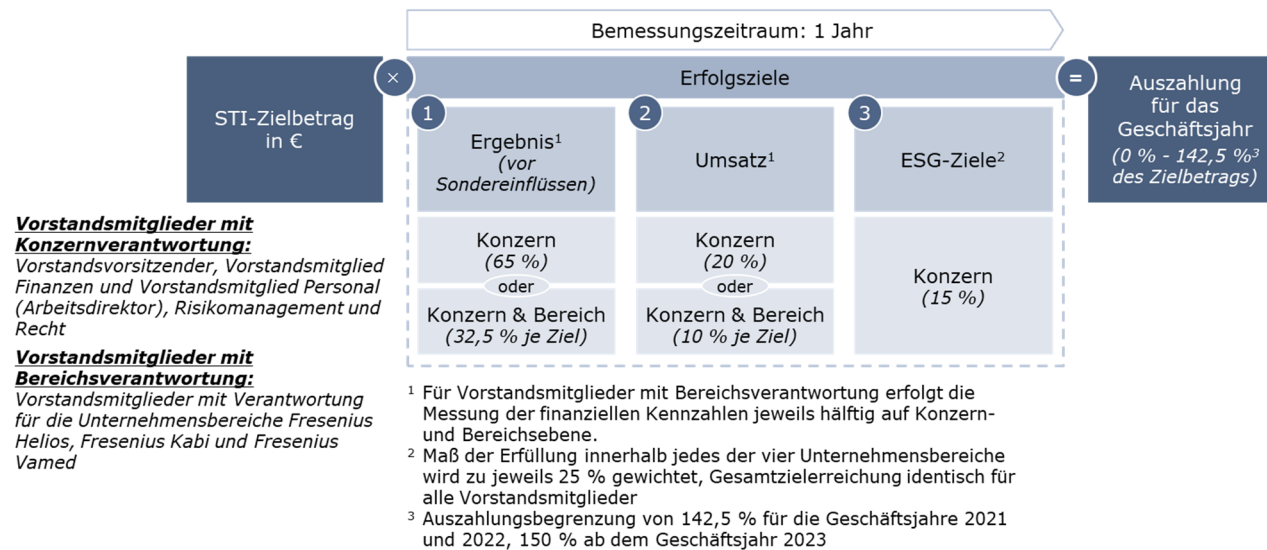 Bemessungszeitraum: 1 Jahr
STI-Zielbetrag
in €
×
Erfolgsziele
=
Auszahlung
für das
Geschäftsjahr
(0 % - 142,5 %³
des Zielbetrags)
1
Ergebnis¹
(vor
Sondereinflüssen)
2
Umsatz¹
3
ESG-Ziele²
Konzern
(65 %)
oder
Konzern & Bereich
(32,5 % je Ziel)
Konzern
(20 %)
oder
Konzern & Bereich
(10 % je Ziel)
Konzern
(15 %)
Vorstandsmitglieder mit
Konzernverantwortung:
Vorstandsvorsitzender, Vorstandsmitglied
Finanzen und Vorstandsmitglied Personal
(Arbeitsdirektor), Risikomanagement und
Recht
Vorstandsmitglieder mit
Bereichsverantwortung:
Vorstandsmitglieder mit Verantwortung
für die Unternehmensbereiche Fresenius
Helios, Fresenius Kabi und Fresenius
Vamed
¹ Für Vorstandsmitglieder mit Bereichsverantwortung erfolgt die
Messung der finanziellen Kennzahlen jeweils hälftig auf Konzern-
und Bereichsebene.
² Maß der Erfüllung innerhalb jedes der vier Unternehmensbereiche
wird zu jeweils 25 % gewichtet, Gesamtzielerreichung identisch für
alle Vorstandsmitglieder
³ Auszahlungsbegrenzung von 142,5 % für die Geschäftsjahre 2021
und 2022, 150 % ab dem Geschäftsjahr 2023